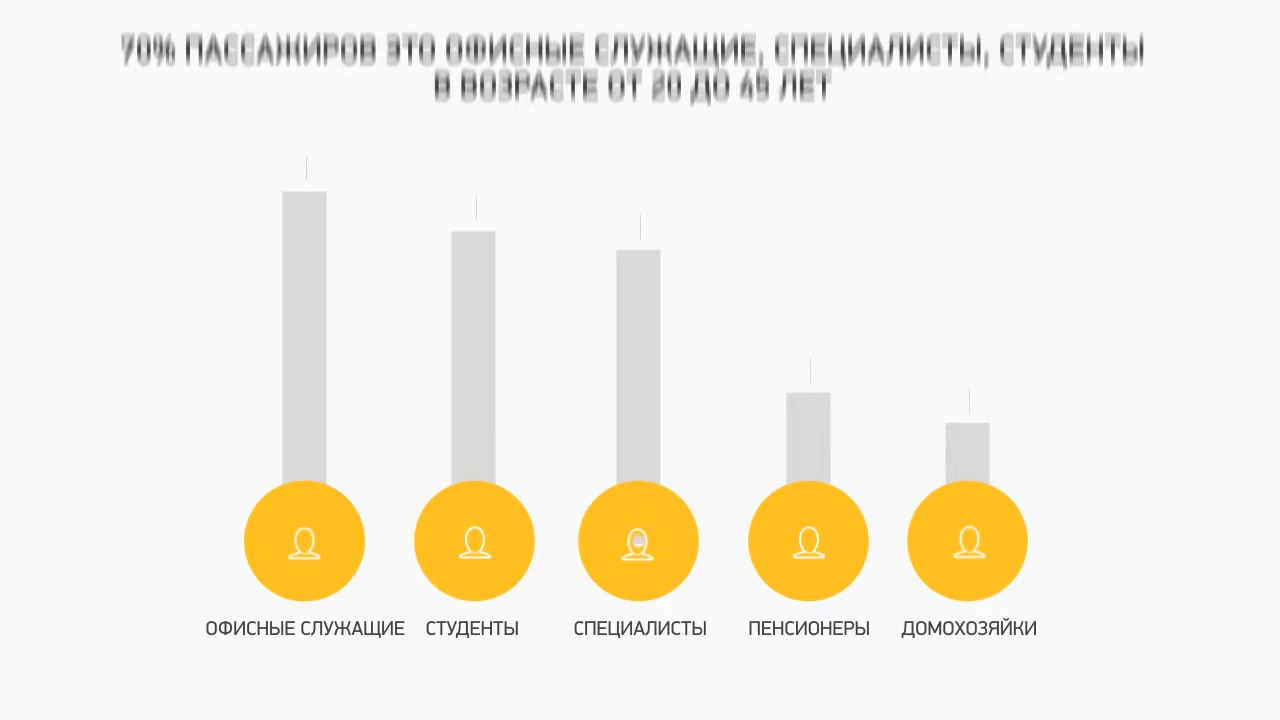 70% ПАССАЖИРОВ ЭТО ОФИСНЫЕ СЛУЖАЩИЕ, СПЕЦИАЛИСТЫ, СТУДЕНТЫ
В ВОЗРАСТЕ ОТ 20 ДО 45 ЛЕТ
ОФИСНЫЕ СЛУЖАЩИЕ СТУДЕНТЫ СПЕЦИАЛИСТЫ ПЕНСИОНЕРЫ ДОМОХОЗЯЙКИ